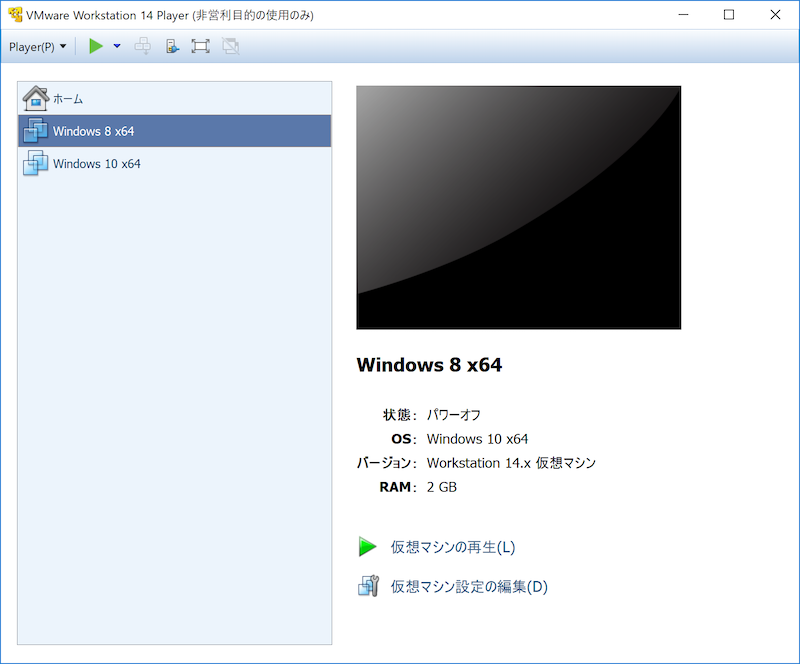 VMware Workstation 14 Player (非営利目的の使用のみ)
Player(P)
ホーム
Windows 8 x64
Windows 10 x64
Windows 8 x64
状態: パワーオフ
OS: Windows 10 x64
バージョン: Workstation 14.x 仮想マシン
RAM: 2 GB
仮想マシンの再生(L)
仮想マシン設定の編集(D)